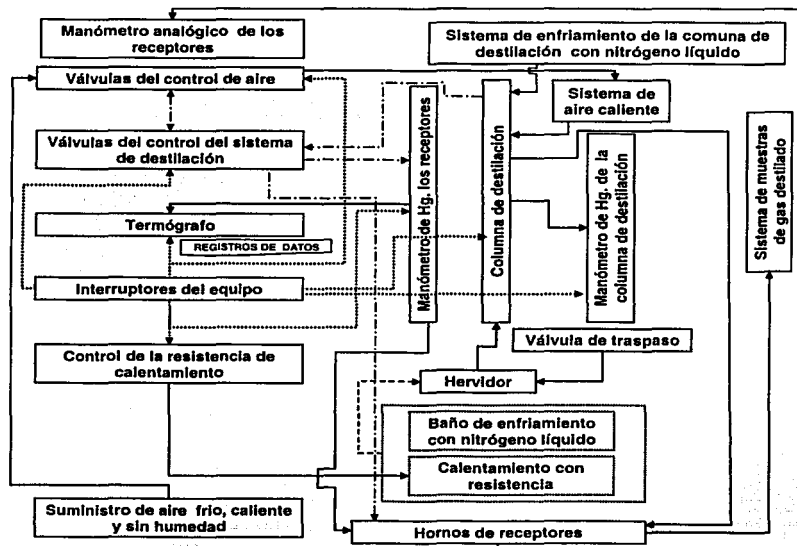 Manómetro analógico de los
receptores
Sistema de enfriamiento de la comuna de
destilación con nitrógeno líquido
Válvulas del control de aire
Sistema de
aire caliente
Válvulas del control del sistema
de destilación
Manómetro de Hg, los receptores
Columna de destilación
Manómetro de Hg. de la
columna de destilación
Sistema de muestras
de gas destilado
Termógrafo
REGISTROS DE DATOS
Interruptores del equipo
Válvula de traspaso
Control de la resistencia de
calentamiento
Hervidor
Baño de enfriamiento
con nitrógeno líquido
Calentamiento con
resistencia
Suministro de aire frio, caliente
y sin humedad
Hornos de receptores